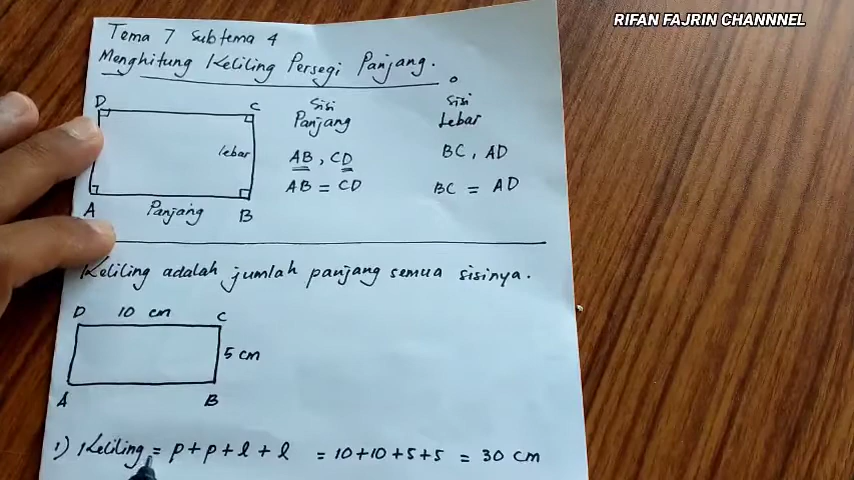 RIFAN FAJRIN CHANNNEL
Tema 7 Subtema 4
Menghitung Keliling Persegi Panjang.
D C
lebar
A Panjang B
Sisi Panjang
AB, CD
AB = CD
Sisi Lebar
BC, AD
BC = AD
Keliling adalah jumlah panjang semua sisinya.
D 10 cm C
5 cm
A B
1) Keliling = P + P + l + l = 10+10+5+5 = 30 cm